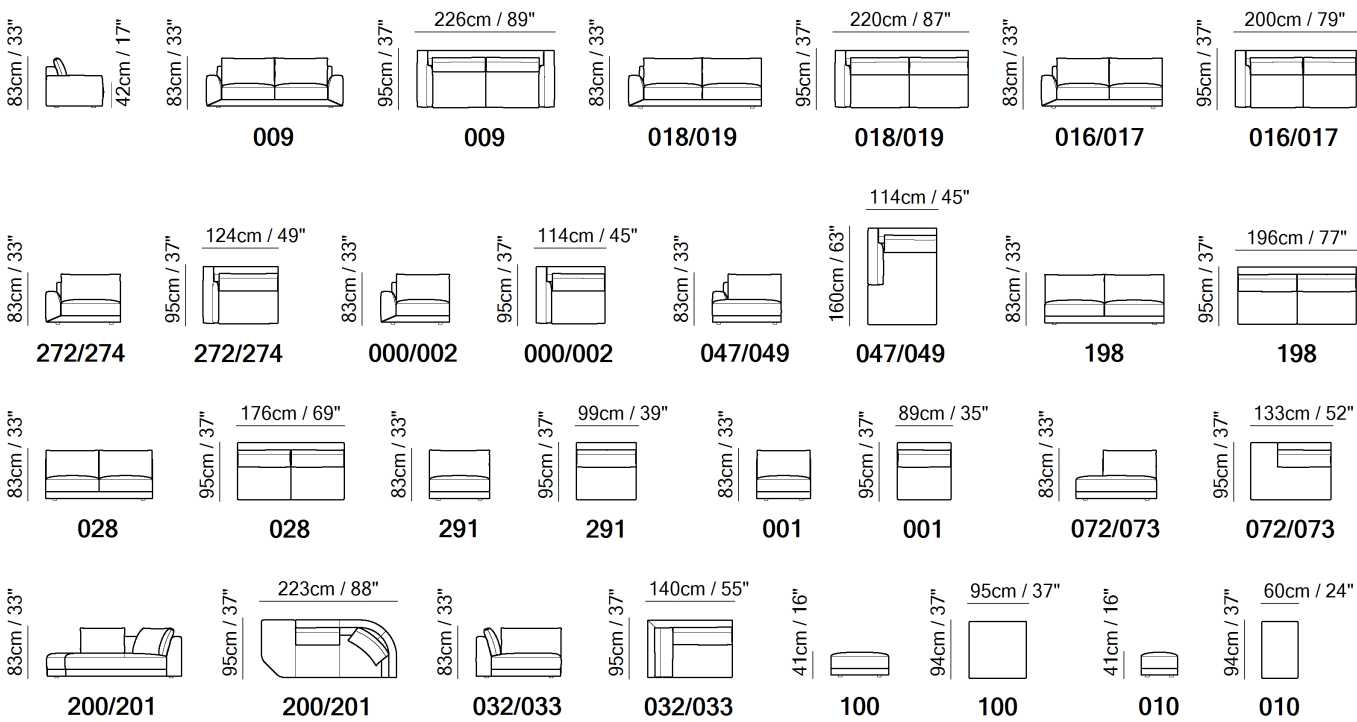 83cm / 33" 42cm / 17" 83cm / 33" 95cm / 37" 226cm / 89" 83cm / 33" 95cm / 37" 220cm / 87" 83cm / 33" 95cm / 37" 200cm / 79"
009 009 018/019 018/019 016/017 016/017
83cm / 33" 95cm / 37" 124cm / 49" 83cm / 33" 95cm / 37" 114cm / 45" 83cm / 33" 160cm / 63" 114cm / 45" 83cm / 33" 95cm / 37" 196cm / 77"
272/274 272/274 000/002 000/002 047/049 047/049 198 198
83cm / 33" 95cm / 37" 176cm / 69" 83cm / 33" 95cm / 37" 99cm / 39" 83cm / 33" 95cm / 37" 89cm / 35" 83cm / 33" 95cm / 37" 133cm / 52"
028 028 291 291 001 001 072/073 072/073
83cm / 33" 95cm / 37" 223cm / 88" 83cm / 33" 95cm / 37" 140cm / 55" 41cm / 16" 94cm / 37" 95cm / 37" 41cm / 16" 94cm / 37" 60cm / 24"
200/201 200/201 032/033 032/033 100 100 010 010